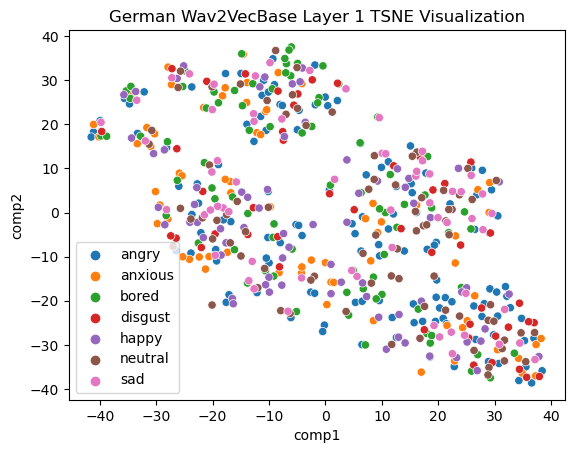 German Wav2VecBase Layer 1 TSNE Visualization
40
30
20
10
0
−10
−20
−30
−40
comp2
angry
anxious
bored
disgust
happy
neutral
sad
−40 −30 −20 −10 0 10 20 30 40
comp1